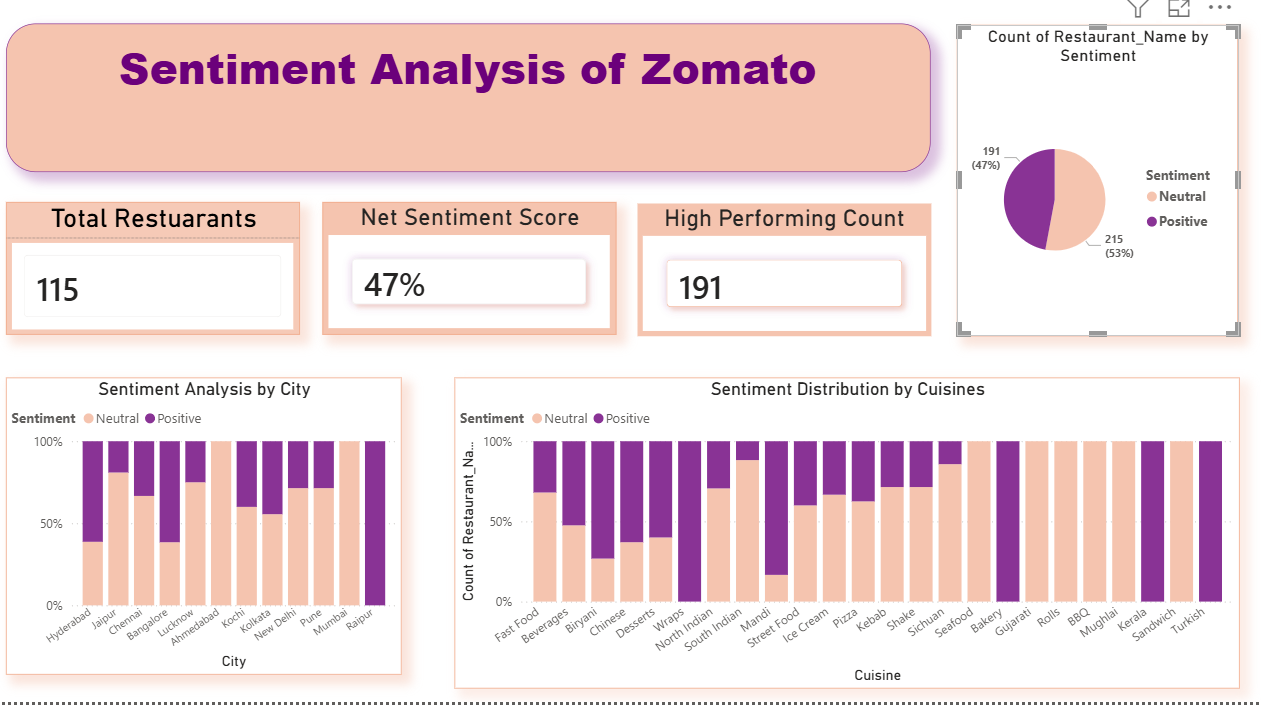 Sentiment Analysis of Zomato
Count of Restaurant_Name by
Sentiment
191
(47%)
215
(53%)
Sentiment
Neutral
Positive
Total Restuarants
115
Net Sentiment Score
47%
High Performing Count
191
Sentiment Analysis by City
Sentiment Neutral Positive
100%
50%
0%
Hyderabad
Jaipur
Chennai
Bangalore
Lucknow
Ahmedabad
Kochi
Kolkata
New Delhi
Pune
Mumbai
Raipur
City
Sentiment Distribution by Cuisines
Sentiment Neutral Positive
Count of Restaurant_Na...
100%
50%
0%
Fast Food
Beverages
Biryani
Chinese
Desserts
Wraps
North Indian
South Indian
Mandi
Street Food
Ice Cream
Pizza
Kebab
Shake
Sichuan
Seafood
Bakery
Gujarati
Rolls
BBQ
Mughlai
Kerala
Sandwich
Turkish
Cuisine